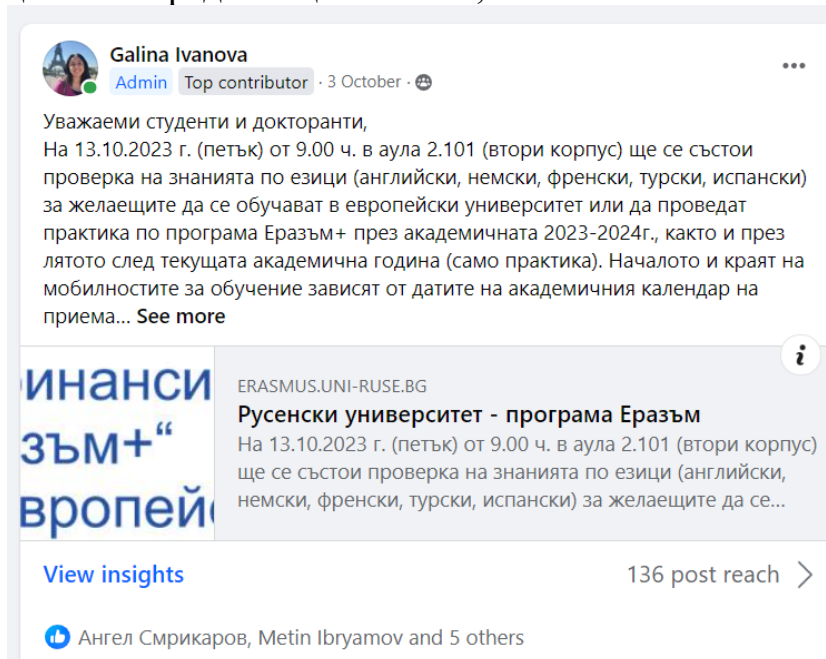 Galina Ivanova
Admin Top contributor · 3 October ·
Уважаеми студенти и докторанти,
На 13.10.2023 г. (петък) от 9.00 ч. в аула 2.101 (втори корпус) ще се състои
проверка на знанията по езици (английски, немски, френски, турски, испански)
за желаещите да се обучават в европейски университет или да проведат
практика по програма Еразъм+ през академичната 2023-2024г., както и през
лятото след текущата академична година (само практика). Началото и краят на
мобилностите за обучение зависят от датите на академичния календар на
приема... See more
инанси
зъм+“
вропей
ERASMUS.UNI-RUSE.BG
Русенски университет - програма Еразъм
На 13.10.2023 г. (петък) от 9.00 ч. в аула 2.101 (втори корпус)
ще се състои проверка на знанията по езици (английски,
немски, френски, турски, испански) за желаещите да се...
View insights
136 post reach
Ангел Смрикаров, Metin Ibryamov and 5 others